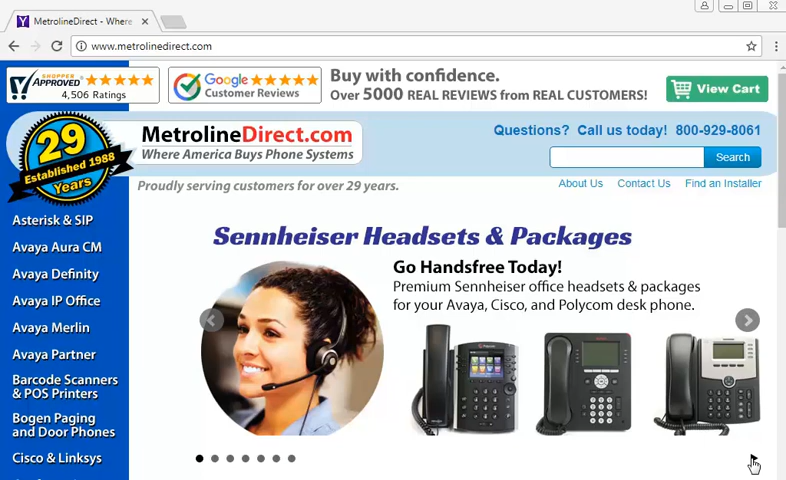 MetrolineDirect - Where
www.metrolinedirect.com
SHOPPER APPROVED
4,506 Ratings
Google
Customer Reviews
Buy with confidence.
Over 5000 REAL REVIEWS from REAL CUSTOMERS!
View Cart
29
Established 1988
Years
MetrolineDirect.com
Where America Buys Phone Systems
Questions? Call us today! 800-929-8061
Search
Proudly serving customers for over 29 years.
About Us Contact Us Find an Installer
Asterisk & SIP
Avaya Aura CM
Avaya Definity
Avaya IP Office
Avaya Merlin
Avaya Partner
Barcode Scanners
& POS Printers
Bogen Paging
and Door Phones
Cisco & Linksys
Sennheiser Headsets & Packages
Go Handsfree Today!
Premium Sennheiser office headsets & packages
for your Avaya, Cisco, and Polycom desk phone.